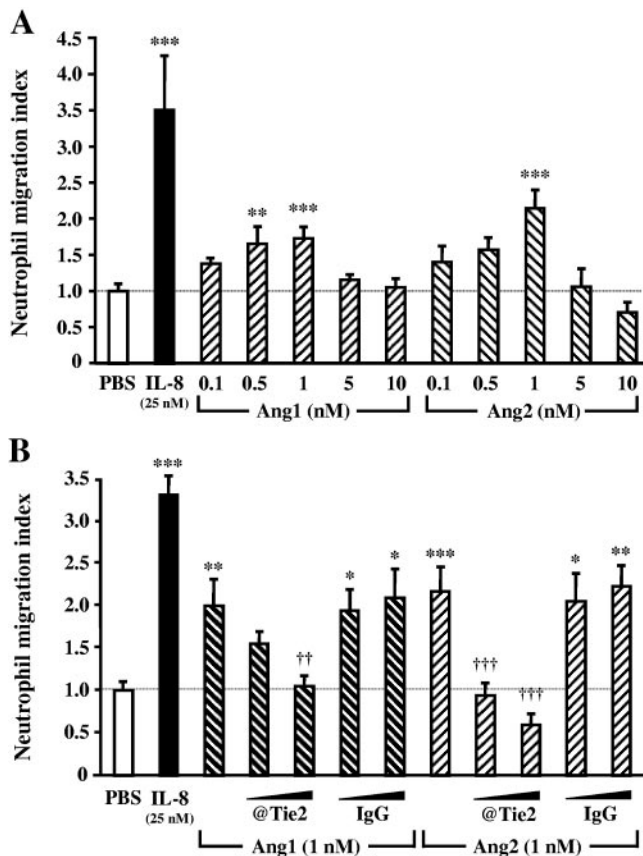 A
Neutrophil migration index
4.5
4.0
3.5
3.0
2.5
2.0
1.5
1.0
0.5
0
***
**
***
***
PBS IL-8 0.1 0.5 1 5 10 0.1 0.5 1 5 10
(25 nM)
Ang1 (nM) Ang2 (nM)
B
Neutrophil migration index
3.5
3.0
2.5
2.0
1.5
1.0
0.5
0
***
**
††
*
*
***
†††
†††
*
**
PBS IL-8
(25 nM)
@Tie2 IgG @Tie2 IgG
Ang1 (1 nM) Ang2 (1 nM)